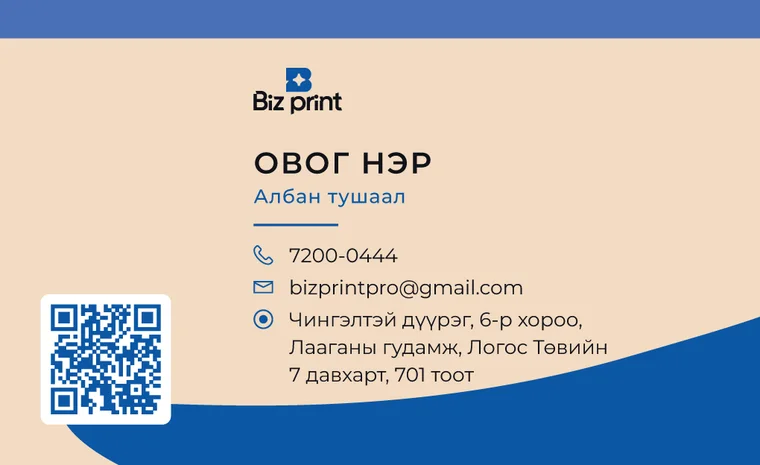 Biz print
ОВОГ НЭР
Албан тушаал
7200-0444
bizprintpro@gmail.com
Чингэлтэй дүүрэг, 6-р хороо,
Лааганы гудамж, Логос Төвийн
7 давхарт, 701 тоот